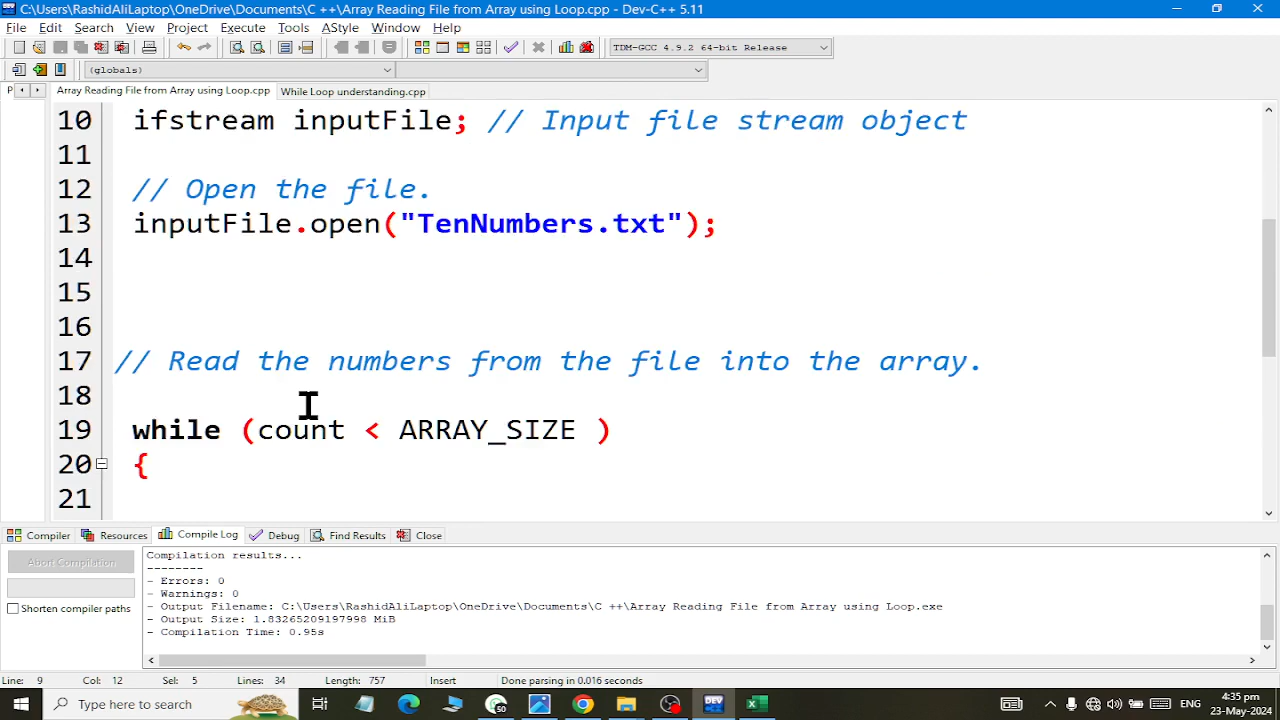 C:\Users\RashidAliLaptop\OneDrive\Documents\C ++\Array Reading File from Array using Loop.cpp - Dev-C++ 5.11
File Edit Search View Project Execute Tools AStyle Window Help
TDM-GCC 4.9.2 64-bit Release
(globals)
P Array Reading File from Array using Loop.cpp While Loop understanding.cpp
10 ifstream inputFile; // Input file stream object
11
12 // Open the file.
13 inputFile.open("TenNumbers.txt");
14
15
16
17 // Read the numbers from the file into the array.
18
19 while (count < ARRAY_SIZE )
20 {
21
Compiler Resources Compile Log Debug Find Results Close
Abort Compilation
Shorten compiler paths
Compilation results...
--------
- Errors: 0
- Warnings: 0
- Output Filename: C:\Users\RashidAliLaptop\OneDrive\Documents\C ++\Array Reading File from Array using Loop.exe
- Output Size: 1.83265209197998 MiB
- Compilation Time: 0.95s
Line: 9 Col: 12 Sel: 5 Lines: 34 Length: 757 Insert Done parsing in 0.016 seconds
Type here to search
50
DEV
ENG
4:35 pm
23-May-2024